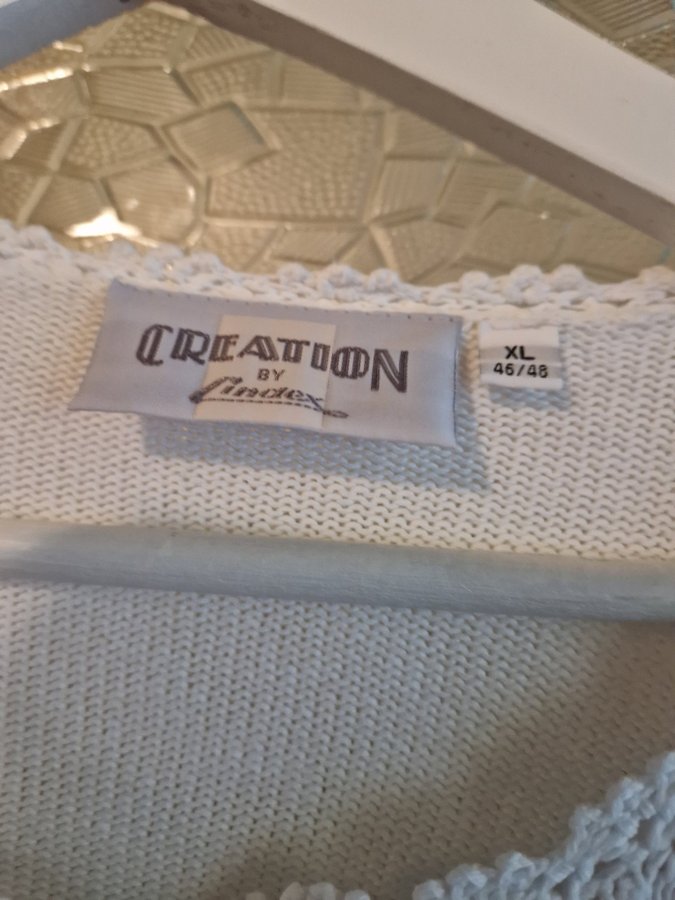 CREATION
BY
Lindex
XL
46/48